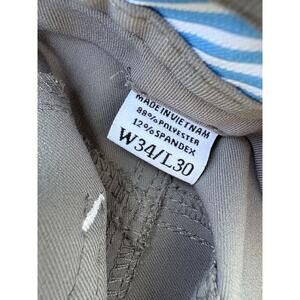 MADE IN VIETNAM
88% POLYESTER
12% SPANDEX
W34/L30